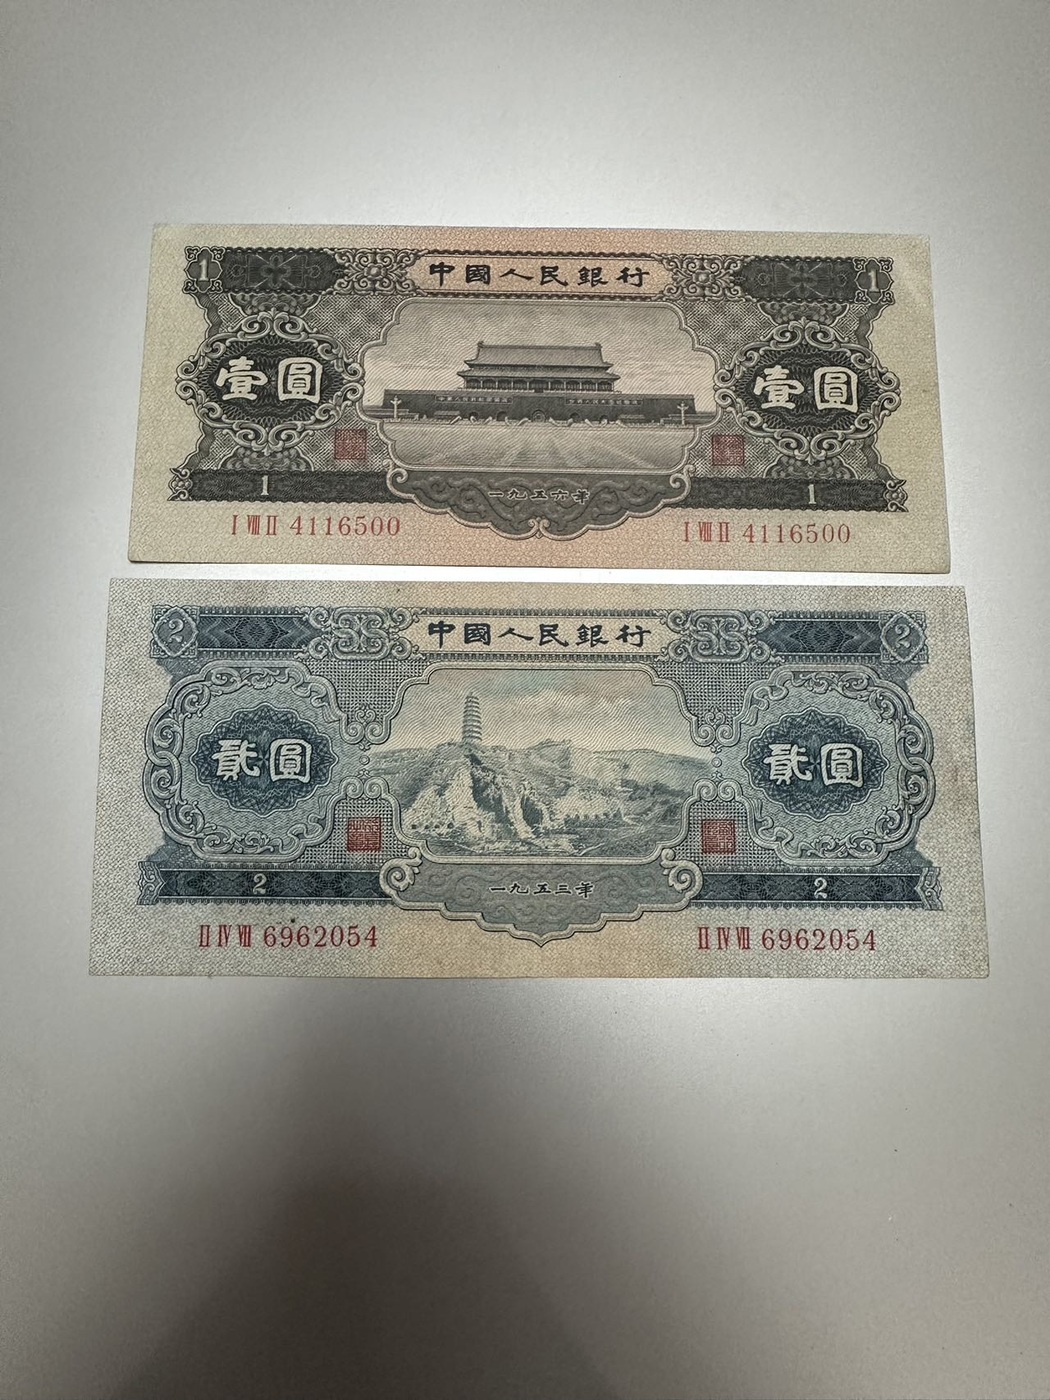 1 中國人民銀行 1
壹圓 壹圓
1 一九五六年 1
I VIII II 4116500 I VIII II 4116500
2 中國人民銀行 2
貳圓 貳圓
2 一九五三年 2
II IV VII 6962054 II IV VII 6962054